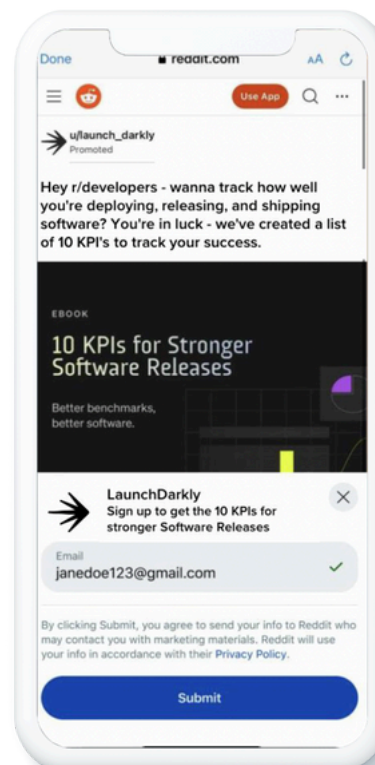 Done
reddit.com
AA
Use App
u/launch_darkly
Promoted
Hey r/developers - wanna track how well
you're deploying, releasing, and shipping
software? You're in luck - we've created a list
of 10 KPI's to track your success.
EBOOK
10 KPIs for Stronger
Software Releases
Better benchmarks,
better software.
LaunchDarkly
Sign up to get the 10 KPIs for
stronger Software Releases
Email
janedoe123@gmail.com
By clicking Submit, you agree to send your info to Reddit who
may contact you with marketing materials. Reddit will use
your info in accordance with their Privacy Policy.
Submit